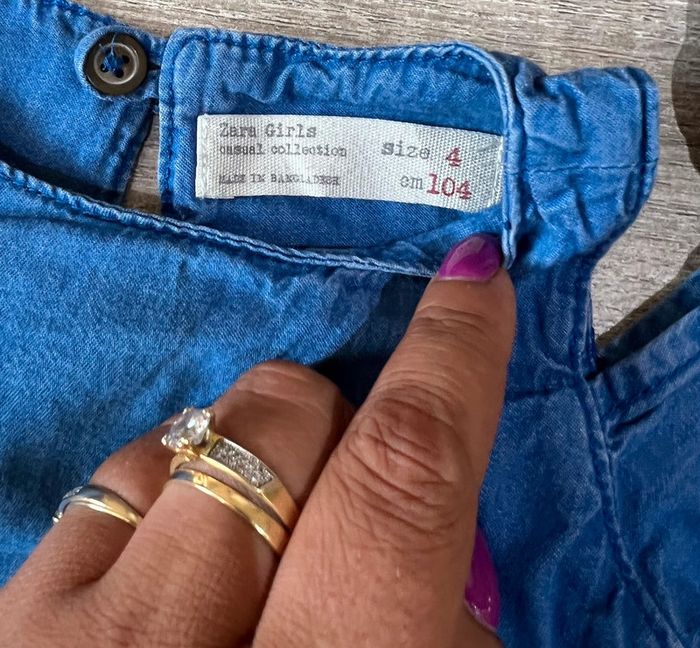 Zara Girls
casual collection
MADE IN BANGLADESH
size 4
cm 104